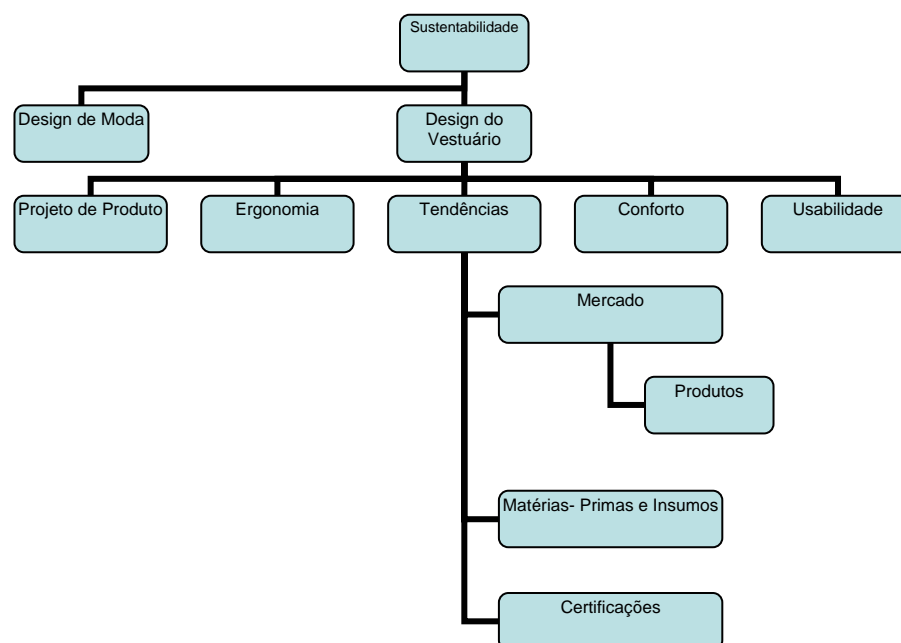 Sustentabilidade
Design de Moda
Design do
Vestuário
Projeto de Produto
Ergonomia
Tendências
Conforto
Usabilidade
Mercado
Produtos
Matérias- Primas e Insumos
Certificações